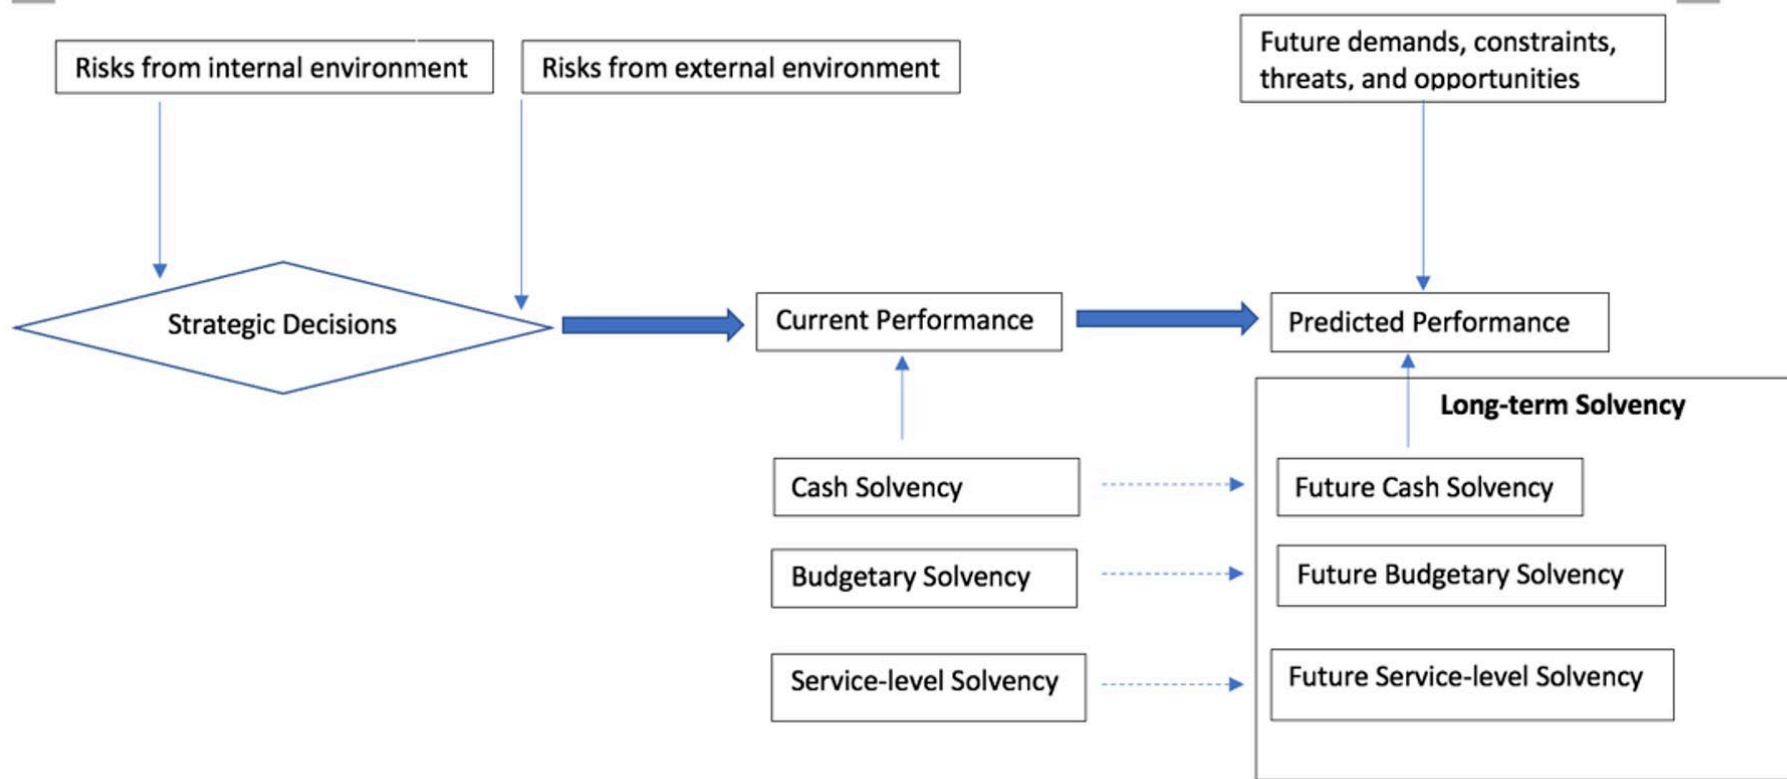 Risks from internal environment
Risks from external environment
Future demands, constraints,
threats, and opportunities
Strategic Decisions
Current Performance
Predicted Performance
Long-term Solvency
Cash Solvency
Future Cash Solvency
Budgetary Solvency
Future Budgetary Solvency
Service-level Solvency
Future Service-level Solvency